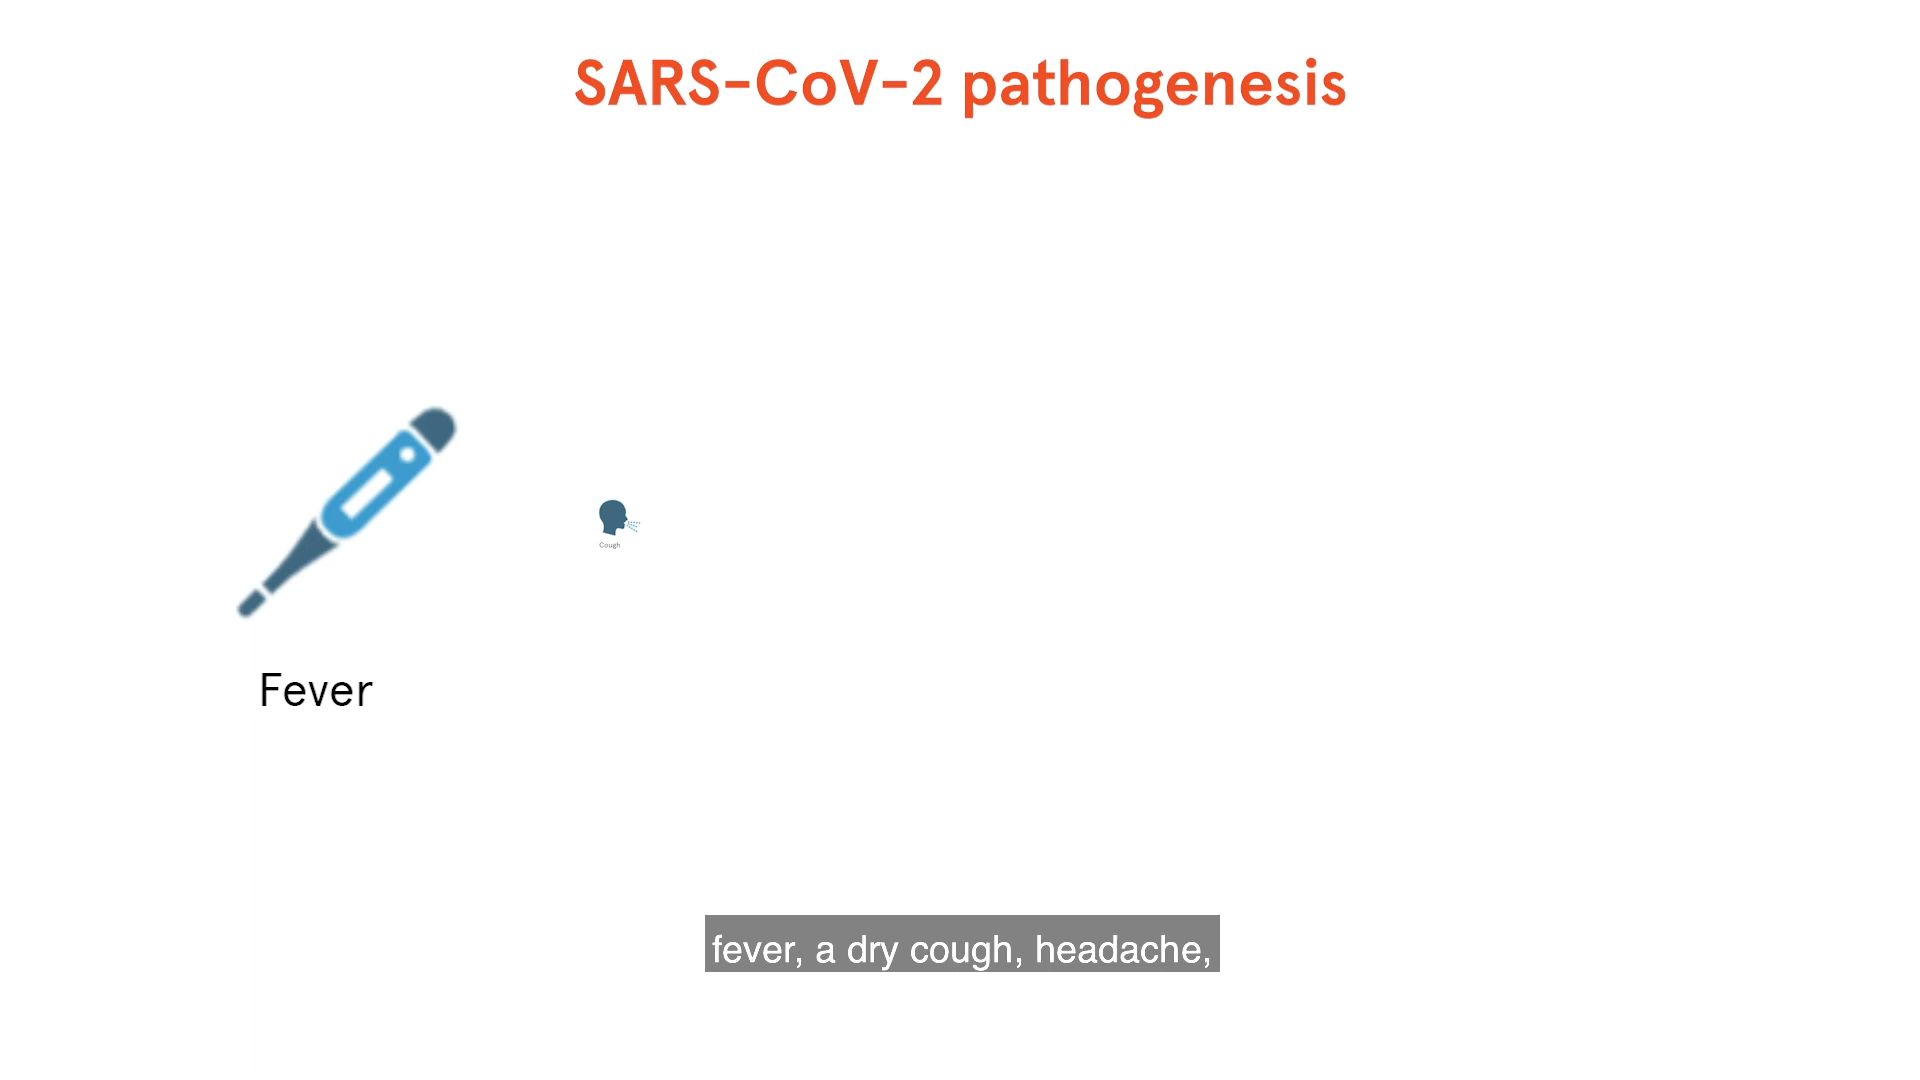 SARS-CoV-2 pathogenesis
Cough
Fever
fever, a dry cough, headache,